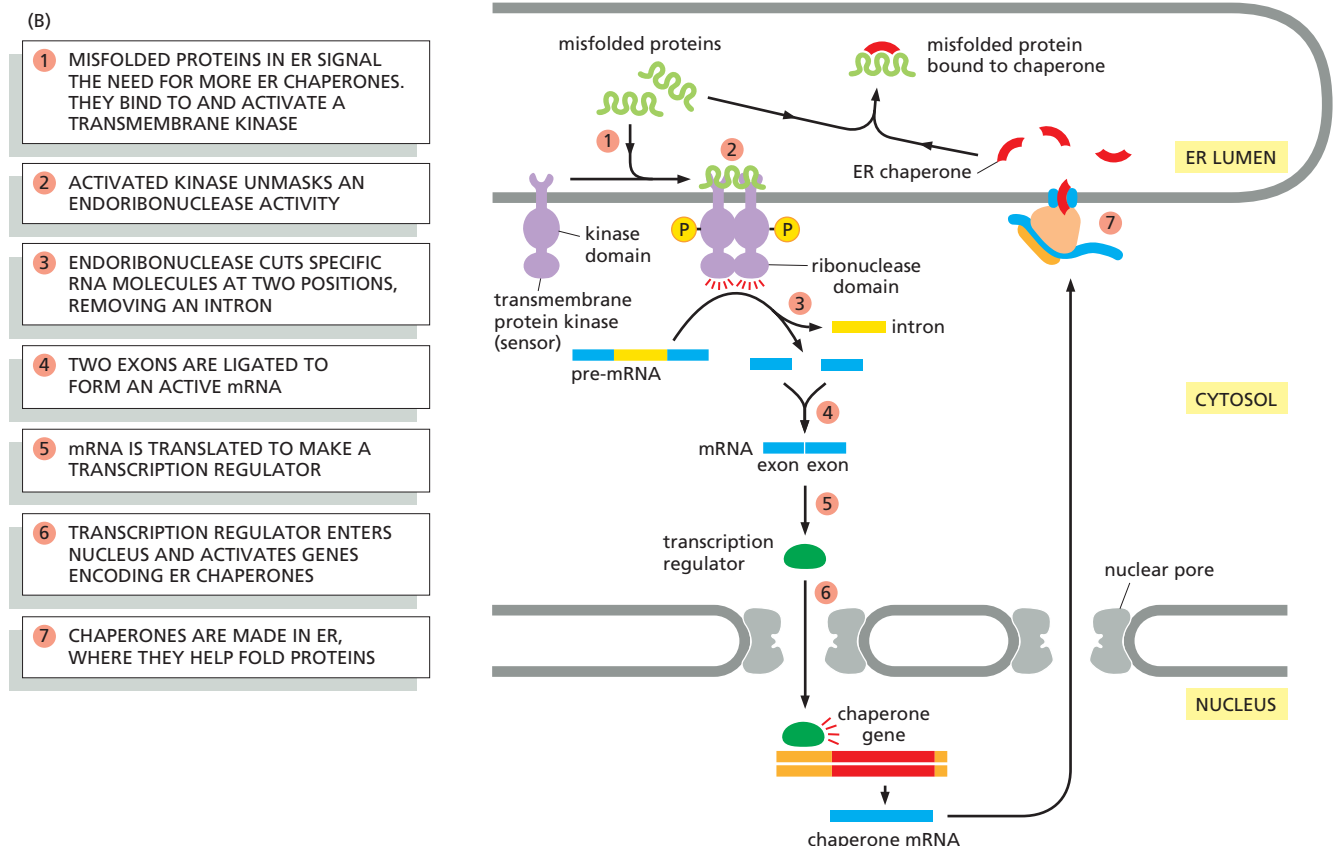 (B)
1 MISFOLDED PROTEINS IN ER SIGNAL
THE NEED FOR MORE ER CHAPERONES.
THEY BIND TO AND ACTIVATE A
TRANSMEMBRANE KINASE
2 ACTIVATED KINASE UNMASKS AN
ENDORIBONUCLEASE ACTIVITY
3 ENDORIBONUCLEASE CUTS SPECIFIC
RNA MOLECULES AT TWO POSITIONS,
REMOVING AN INTRON
4 TWO EXONS ARE LIGATED TO
FORM AN ACTIVE mRNA
5 mRNA IS TRANSLATED TO MAKE A
TRANSCRIPTION REGULATOR
6 TRANSCRIPTION REGULATOR ENTERS
NUCLEUS AND ACTIVATES GENES
ENCODING ER CHAPERONES
7 CHAPERONES ARE MADE IN ER,
WHERE THEY HELP FOLD PROTEINS
misfolded proteins
misfolded protein
bound to chaperone
1
2
ER chaperone
ER LUMEN
7
P
P
kinase
domain
ribonuclease
domain
transmembrane
protein kinase
(sensor)
3
intron
pre-mRNA
CYTOSOL
4
mRNA
exon exon
5
transcription
regulator
6
nuclear pore
NUCLEUS
chaperone
gene
chaperone mRNA